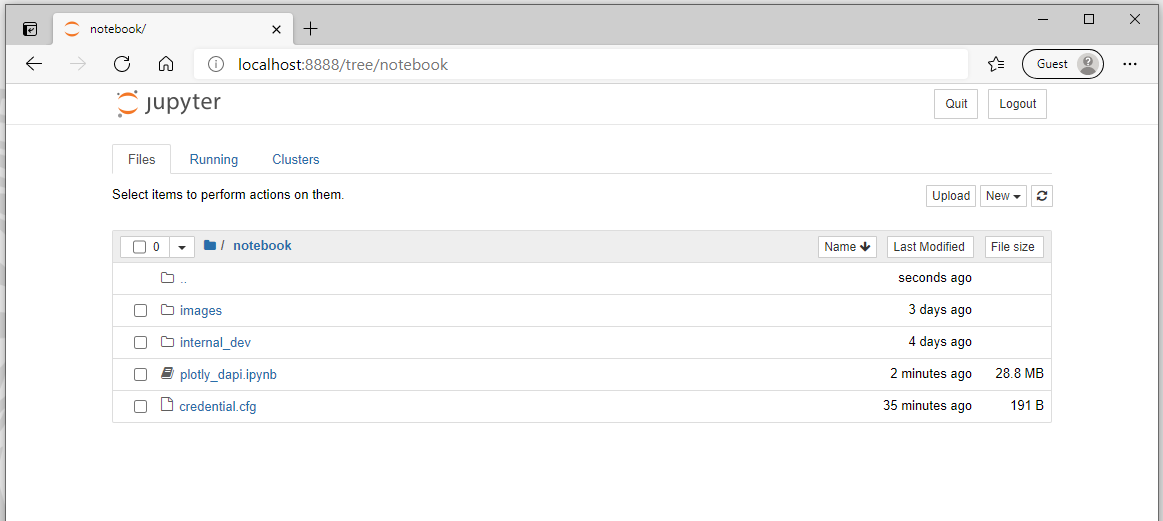 notebook/
localhost:8888/tree/notebook
Guest
jupyter
Quit Logout
Files Running Clusters
Select items to perform actions on them.
Upload New
0 / notebook Name Last Modified File size
.. seconds ago
images 3 days ago
internal_dev 4 days ago
plotly_dapi.ipynb 2 minutes ago 28.8 MB
credential.cfg 35 minutes ago 191 B